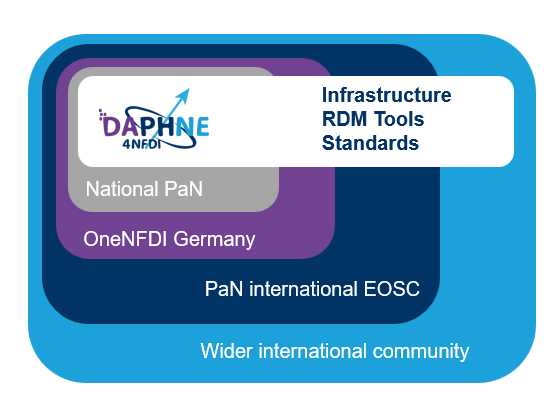 Infrastructure
RDM Tools
Standards
DAPHNE
4NFDI
National PaN
OneNFDI Germany
PaN international EOSC
Wider international community